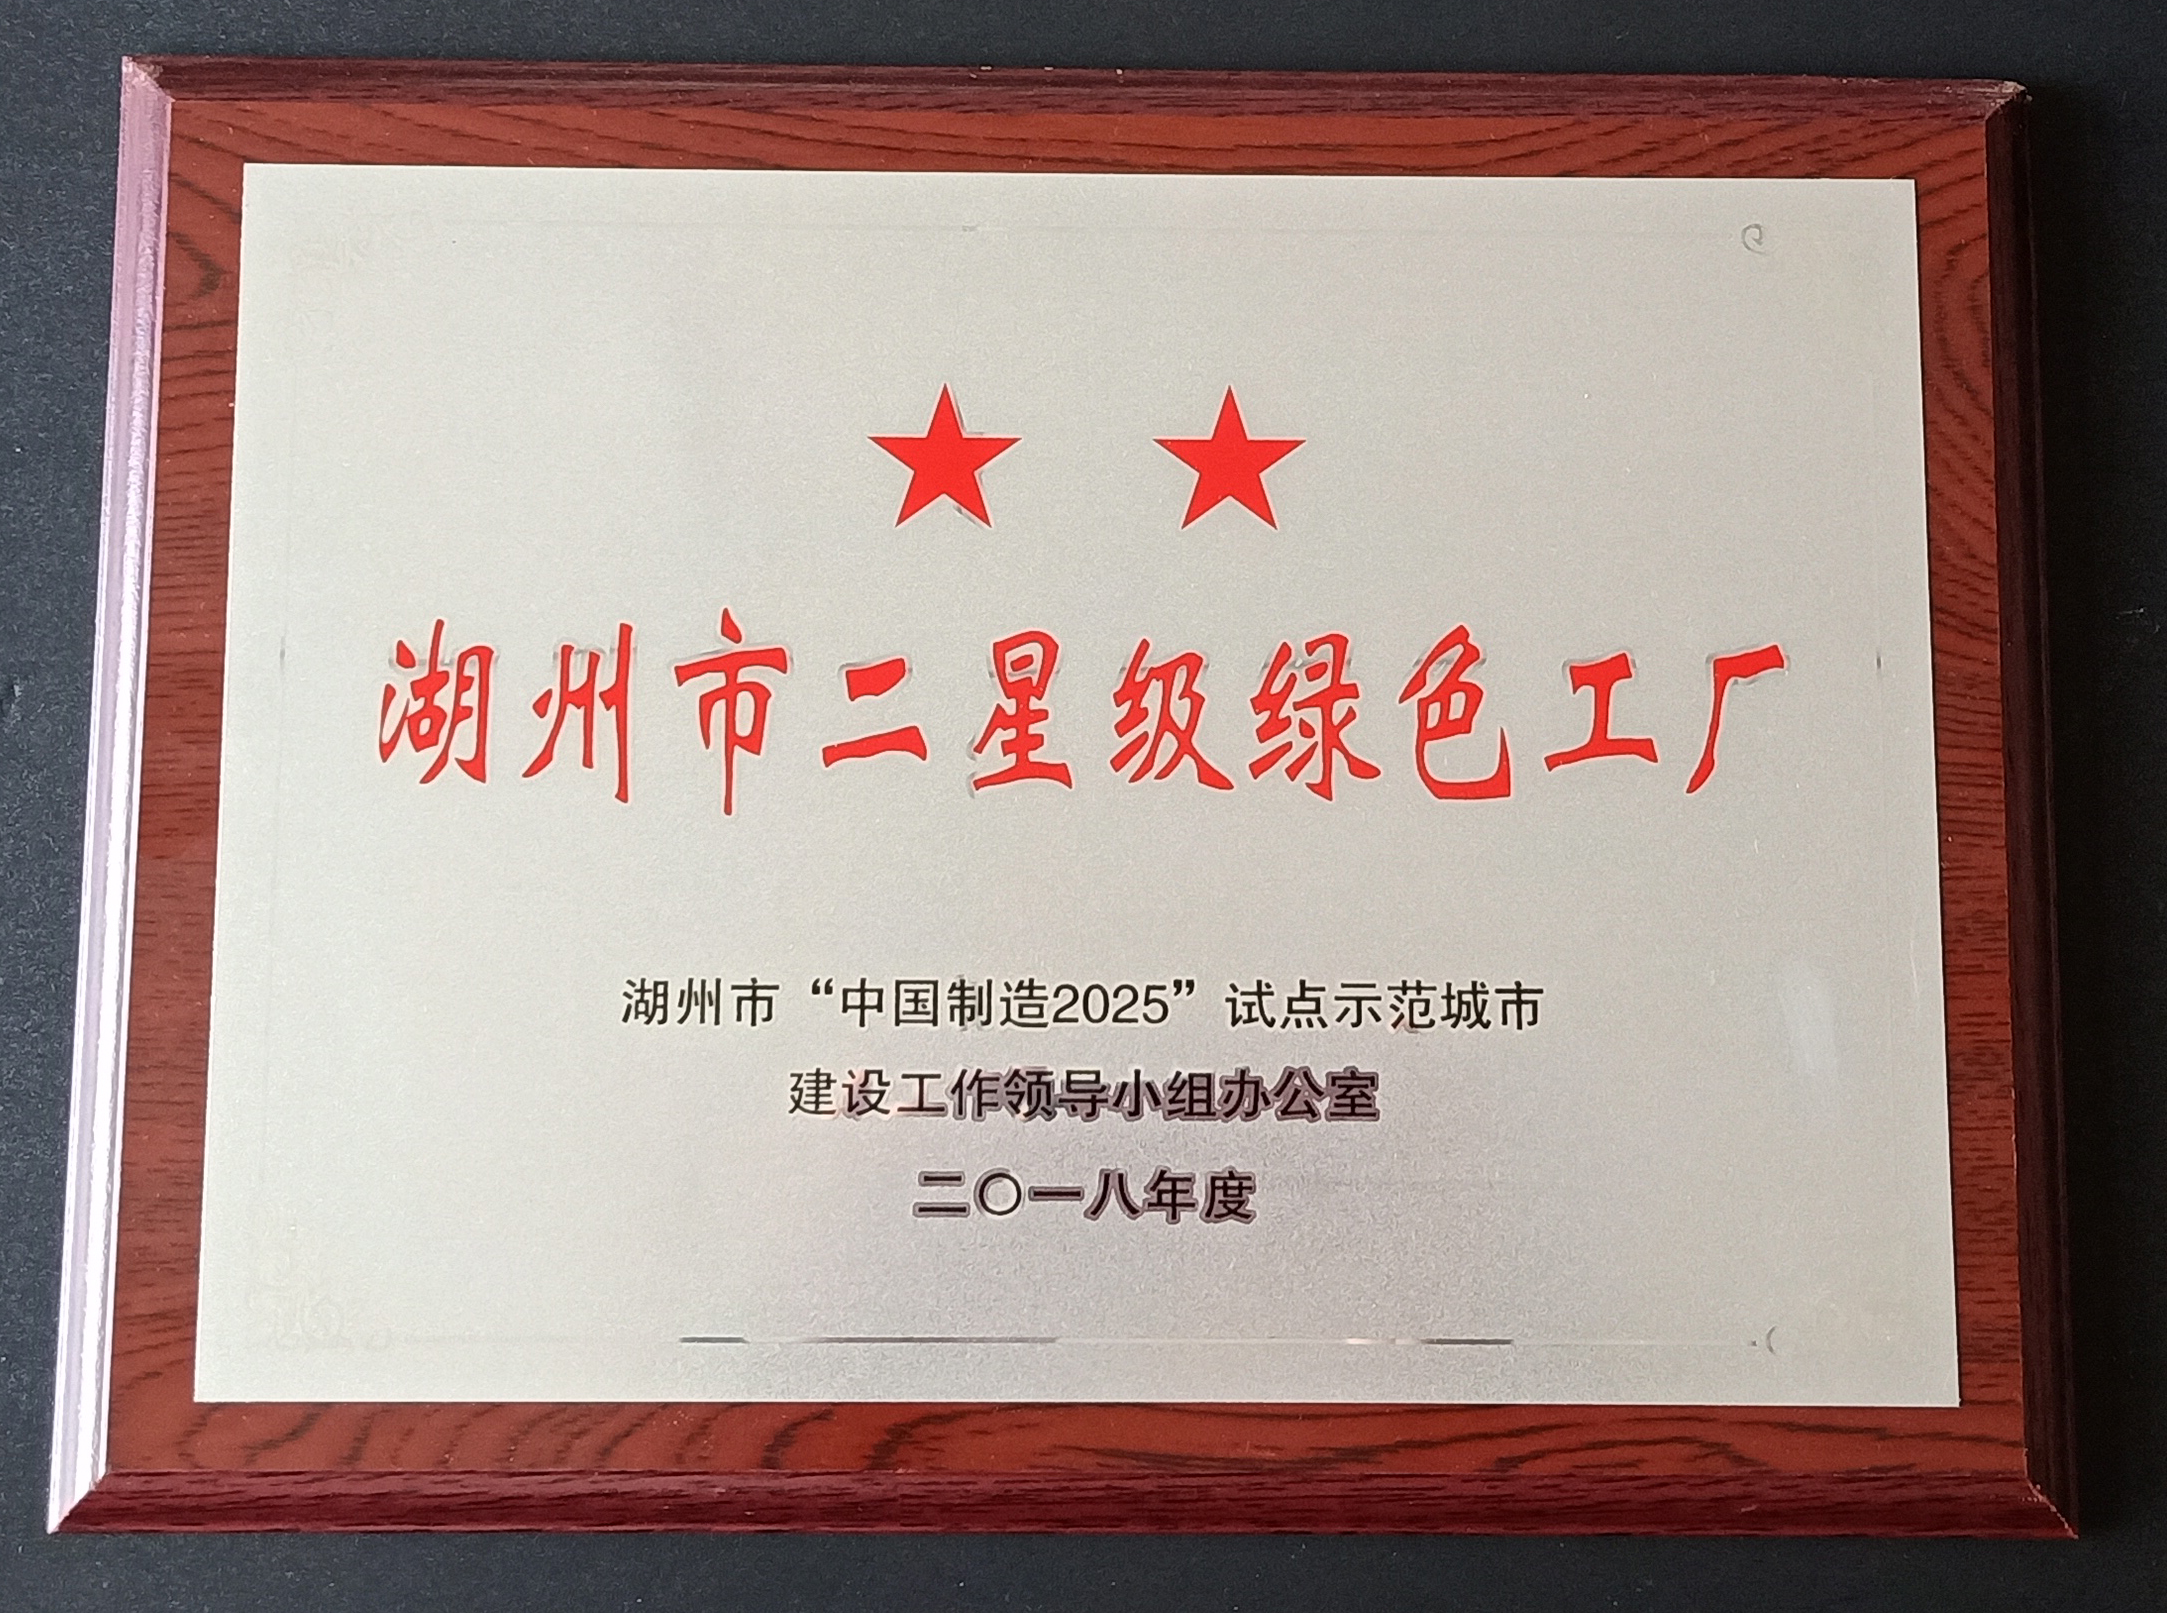 湖州市二星级绿色工厂
湖州市“中国制造2025”试点示范城市
建设工作领导小组办公室
二〇一八年度